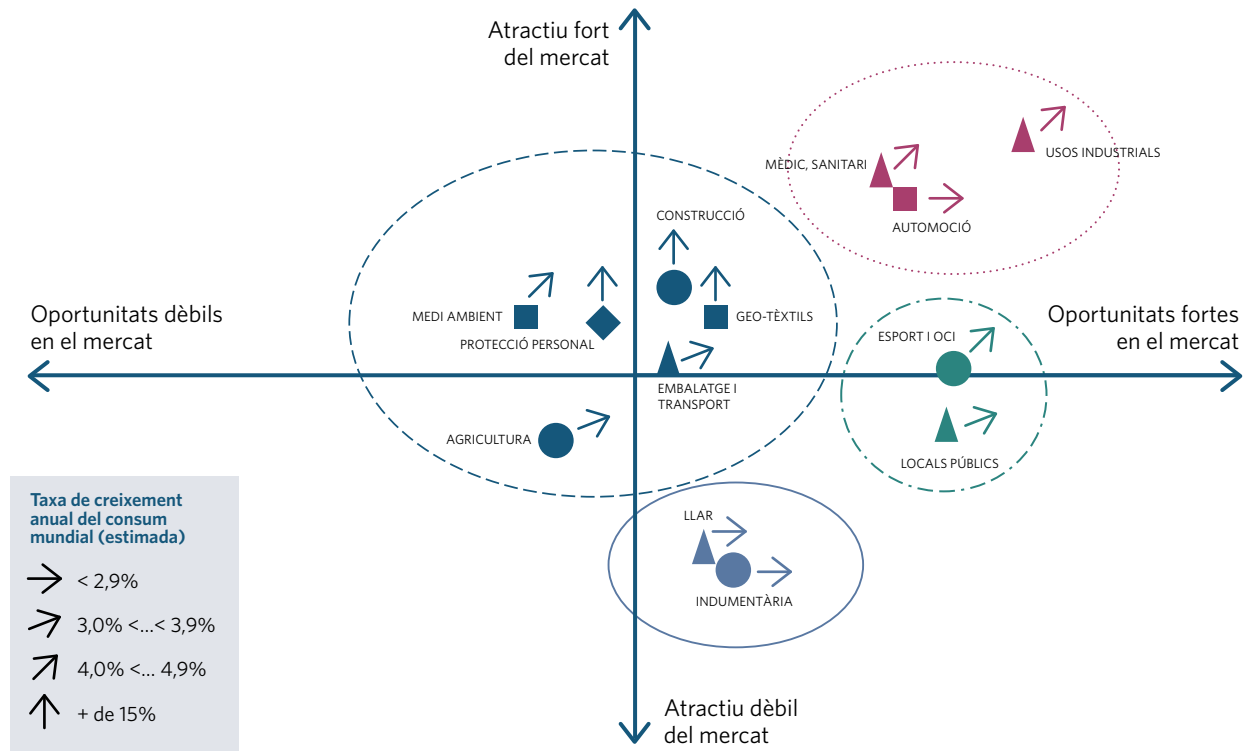 Atractiu fort
del mercat
MÈDIC, SANITARI
USOS INDUSTRIALS
AUTOMOCIÓ
CONSTRUCCIÓ
MEDI AMBIENT
PROTECCIÓ PERSONAL
GEO-TÈXTILS
Oportunitats dèbils
en el mercat
Oportunitats fortes
en el mercat
ESPORT I OCI
EMBALATGE I
TRANSPORT
AGRICULTURA
LOCALS PÚBLICS
LLAR
INDUMENTÀRIA
Taxa de creixement
anual del consum
mundial (estimada)
< 2,9%
3,0% <...< 3,9%
4,0% <... 4,9%
+ de 15%
Atractiu dèbil
del mercat